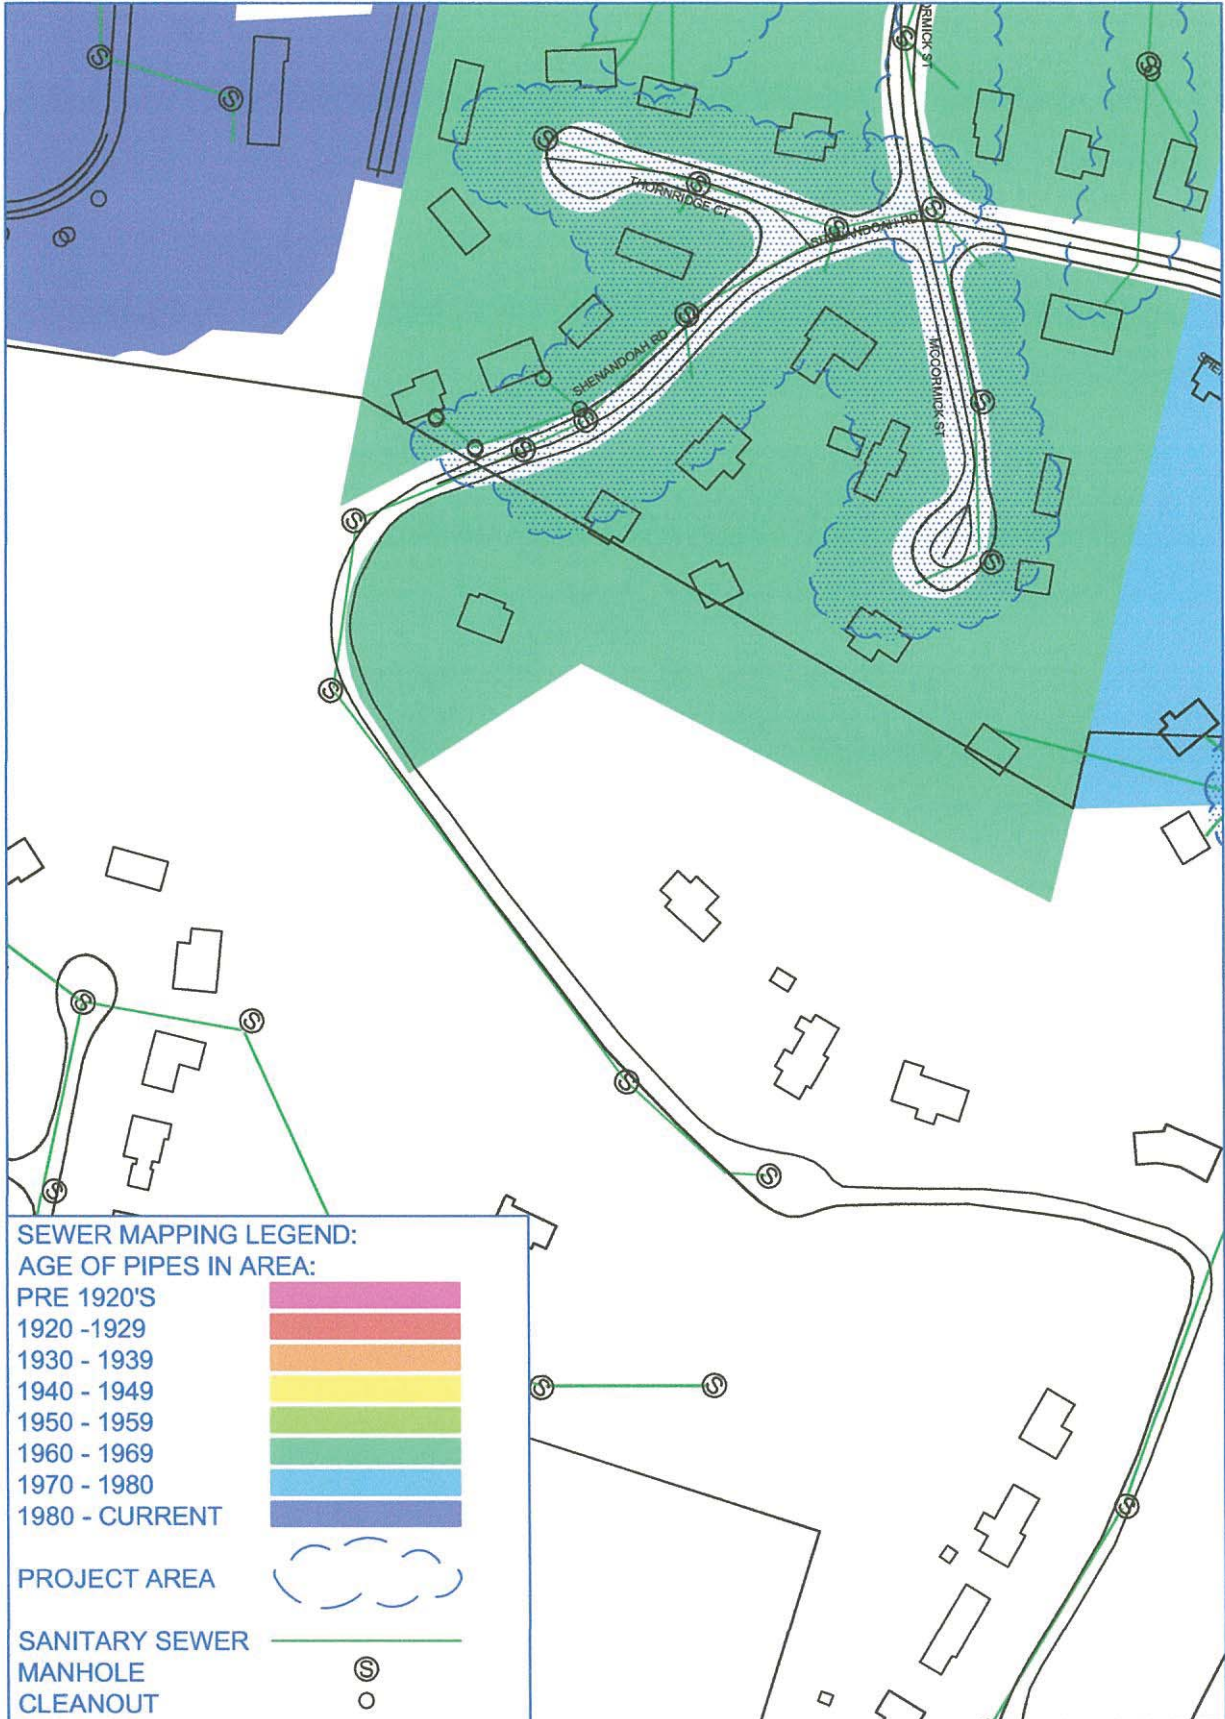 RMICK ST
THORNRIDGE CT
SHENANDOAH RD
SHENANDOAH RD
MCCORMICK ST
SEWER MAPPING LEGEND:
AGE OF PIPES IN AREA:
PRE 1920'S
1920 -1929
1930 - 1939
1940 - 1949
1950 - 1959
1960 - 1969
1970 - 1980
1980 - CURRENT
PROJECT AREA
SANITARY SEWER
MANHOLE
S
CLEANOUT